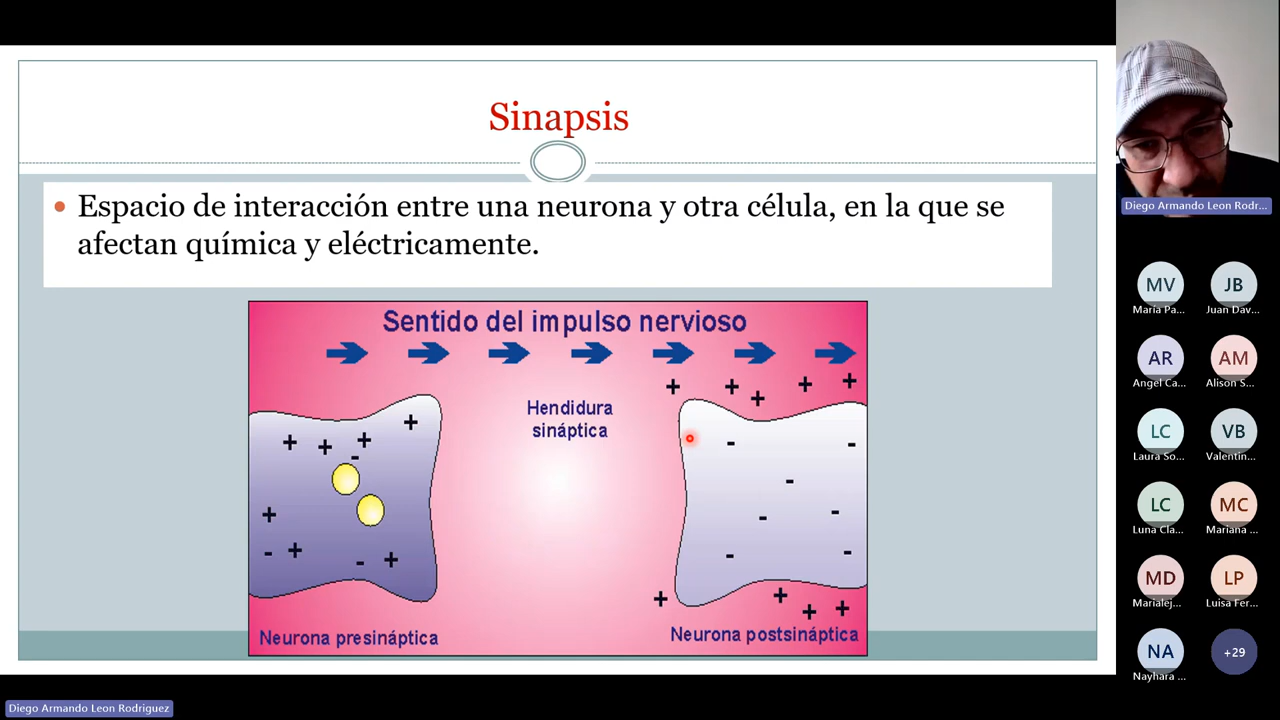 Sinapsis
Espacio de interacción entre una neurona y otra célula, en la que se
afectan química y eléctricamente.
Sentido del impulso nervioso
Hendidura
sináptica
Neurona presináptica
Neurona postsináptica
Diego Armando Leon Rodr...
MV
María Pa...
JB
Juan Dav...
AR
Angel Ca...
AM
Alison S...
LC
Laura So...
VB
Valentin...
LC
Luna Cla...
MC
Mariana ...
MD
Marialej...
LP
Luisa Fer...
NA
Nayhara ...
+29
Diego Armando Leon Rodriguez